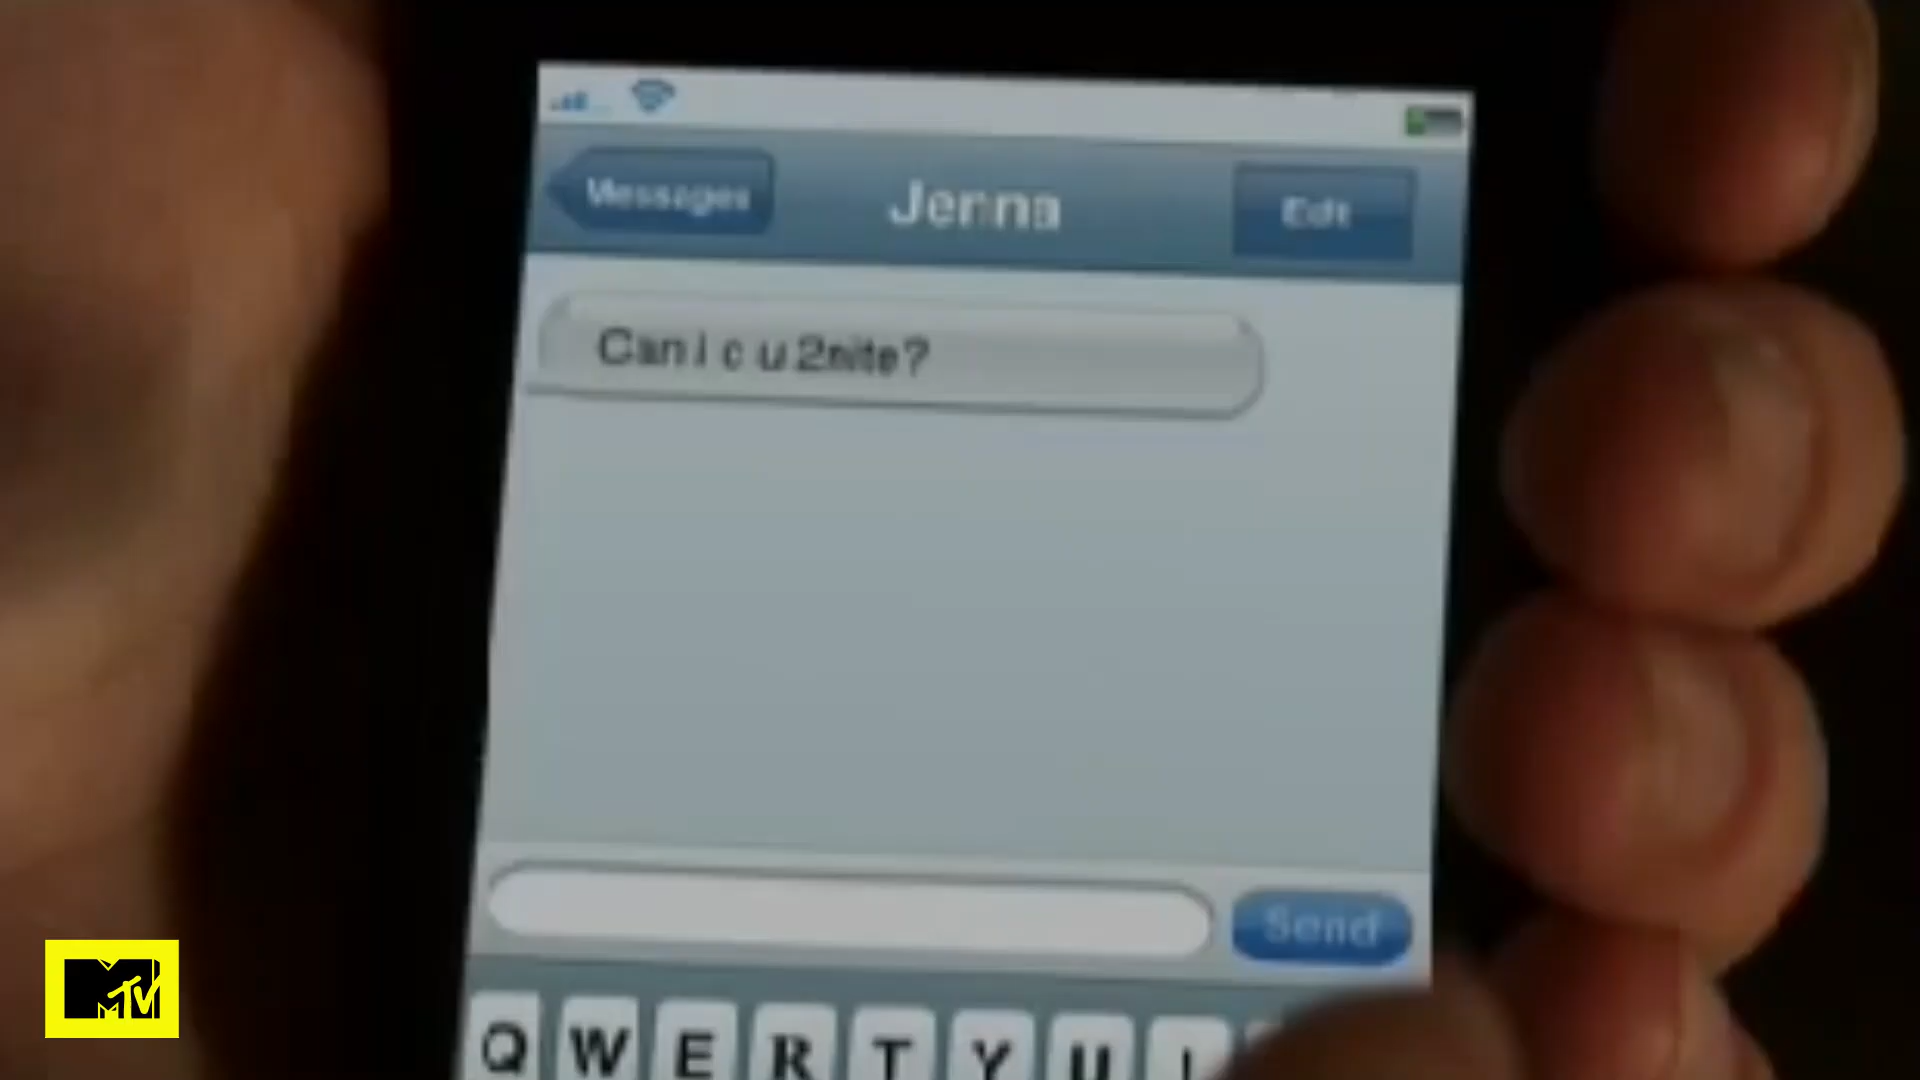 Messages
Jenna
Edit
Can i c u 2nite?
Send
Q W E R T Y U I
MTV